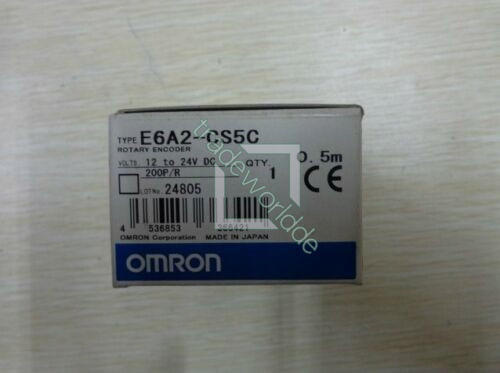 TYPE E6A2-CS5C
ROTARY ENCODER
VOLTS. 12 to 24V DC QTY. 0.5m
200P/R 1 CE
LOT No. 24805
4 536853
OMRON Corporation MADE IN JAPAN
OMRON
tradeworldde